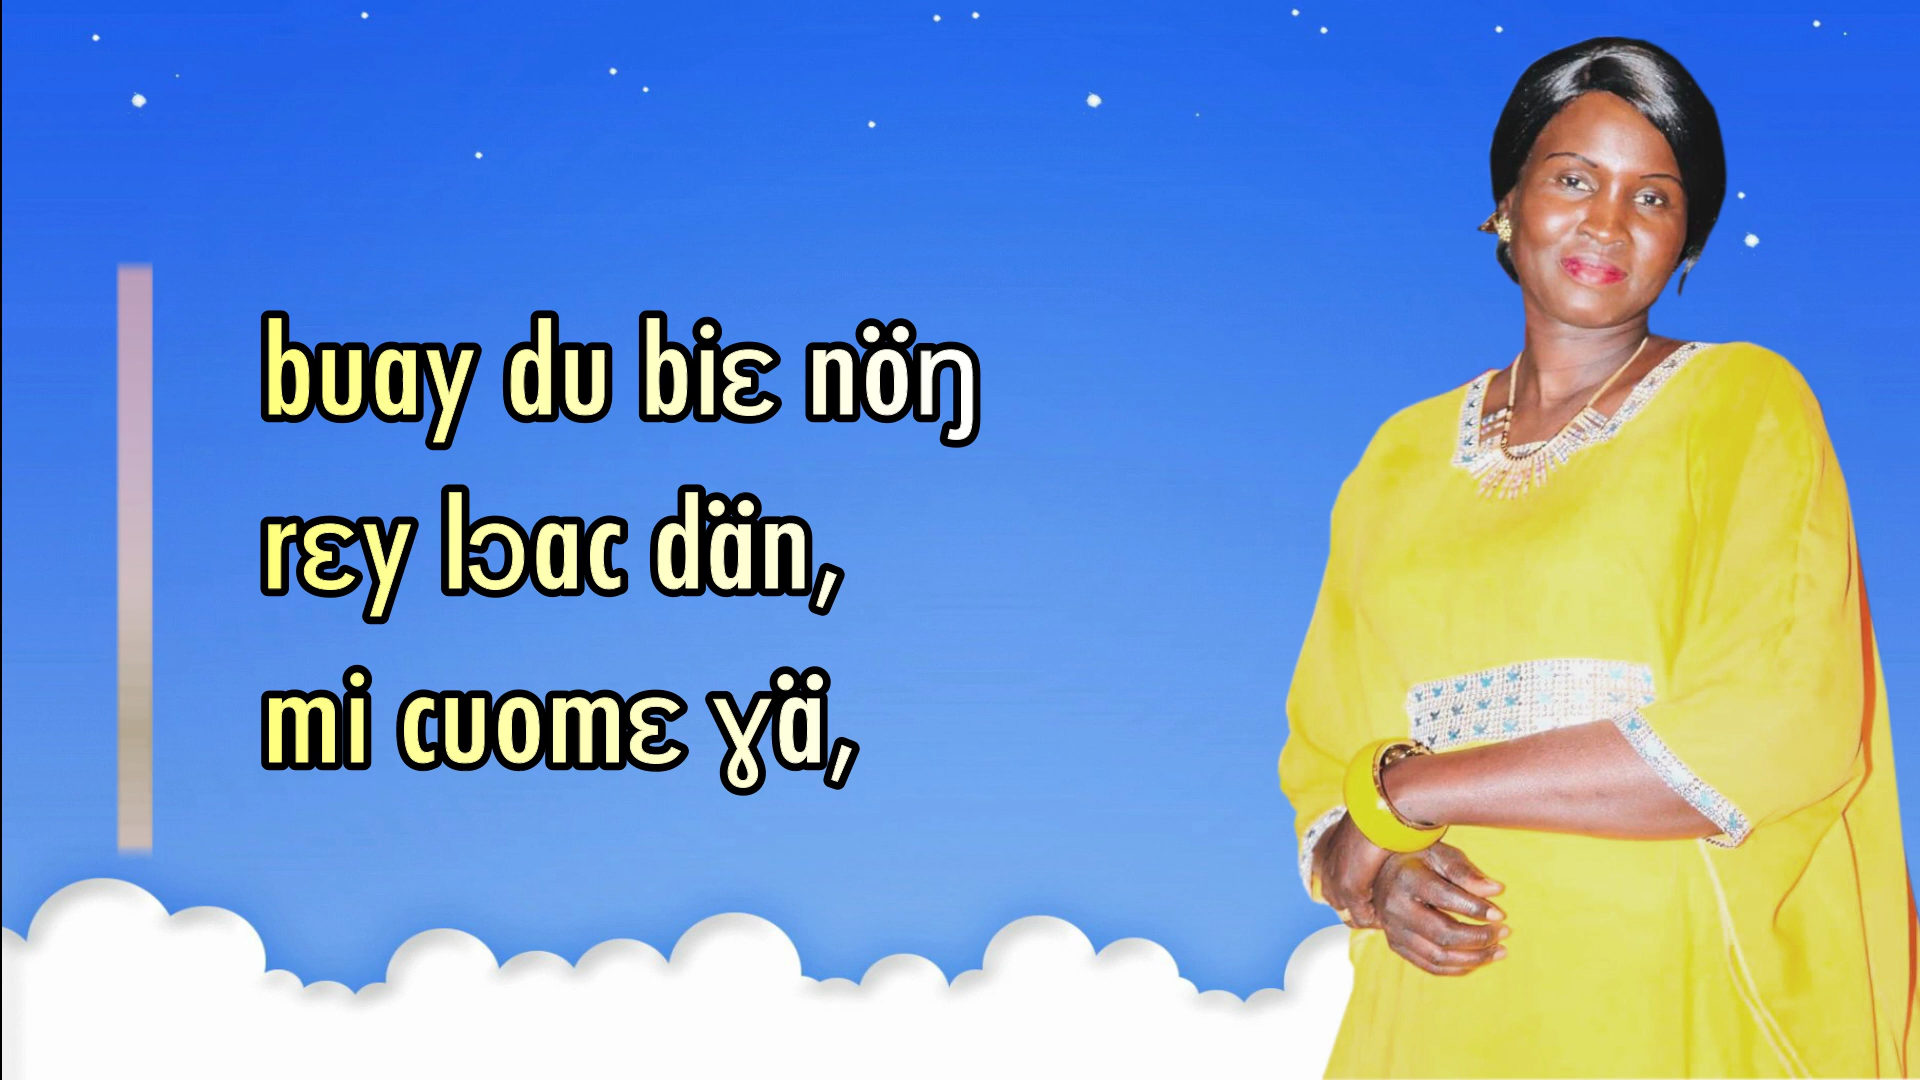 buay du biɛ nöŋ
rɛy lɔac dän,
mi cuomɛ ɣä,